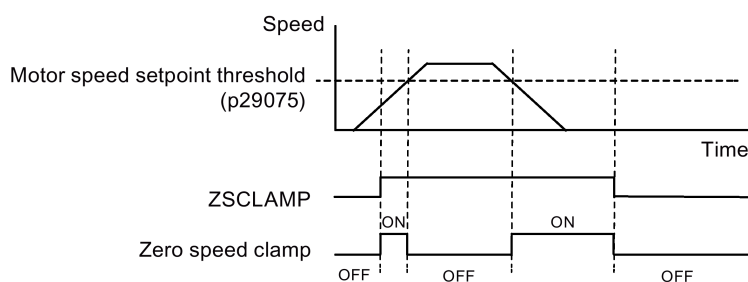 Speed
Motor speed setpoint threshold
(p29075)
Time
ZSCLAMP
ON
ON
Zero speed clamp
OFF
OFF
OFF